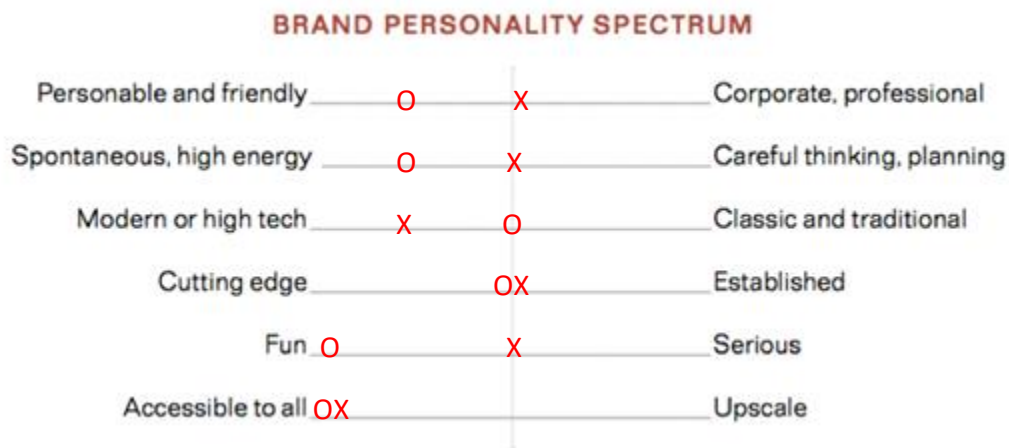 BRAND PERSONALITY SPECTRUM
Personable and friendly O X Corporate, professional
Spontaneous, high energy O X Careful thinking, planning
Modern or high tech X O Classic and traditional
Cutting edge OX Established
Fun O X Serious
Accessible to all OX Upscale